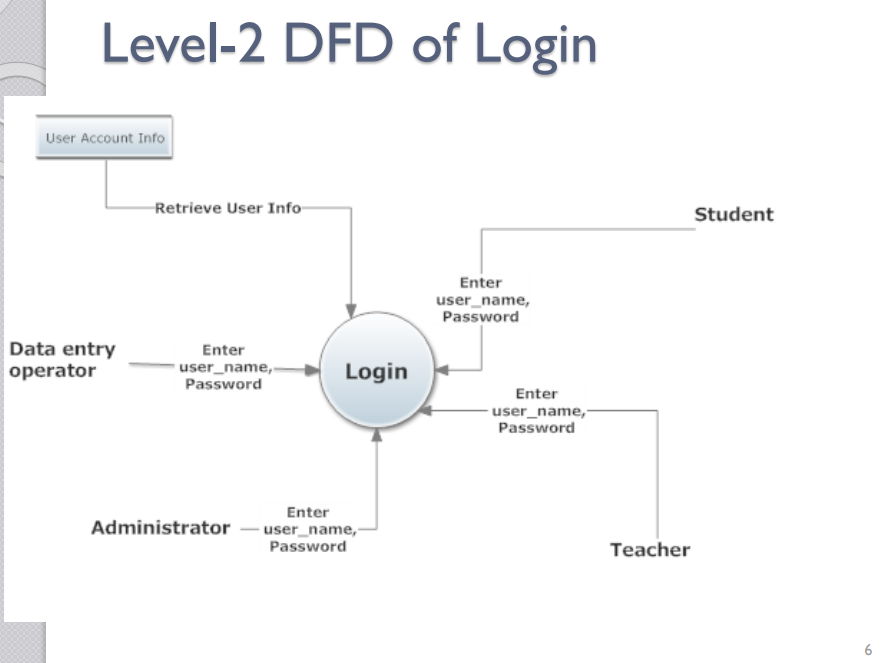 Level-2 DFD of Login
User Account Info
Retrieve User Info
Student
Enter
user_name,
Password
Data entry
operator
Enter
user_name,
Password
Login
Enter
user_name,
Password
Administrator
Enter
user_name,
Password
Teacher
6